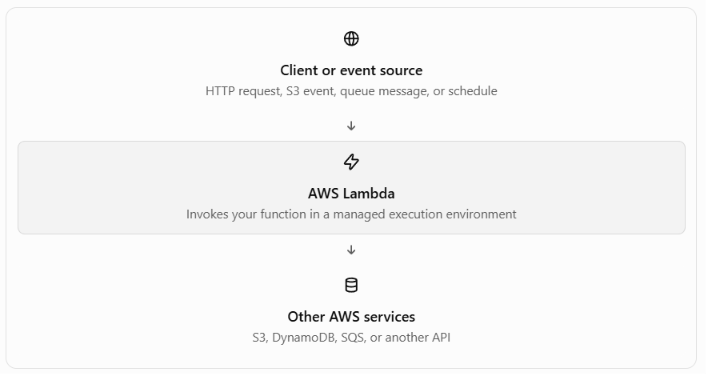 Client or event source
HTTP request, S3 event, queue message, or schedule
AWS Lambda
Invokes your function in a managed execution environment
Other AWS services
S3, DynamoDB, SQS, or another API